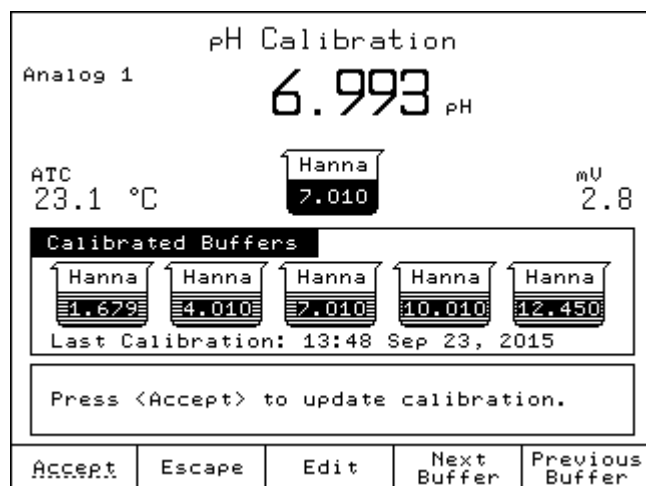 pH Calibration
Analog 1
6.993 pH
ATC
23.1 °C
Hanna
7.010
mV
2.8
Calibrated Buffers
Hanna Hanna Hanna Hanna Hanna
1.679 4.010 7.010 10.010 12.450
Last Calibration: 13:48 Sep 23, 2015
Press <Accept> to update calibration.
Accept Escape Edit Next Buffer Previous Buffer